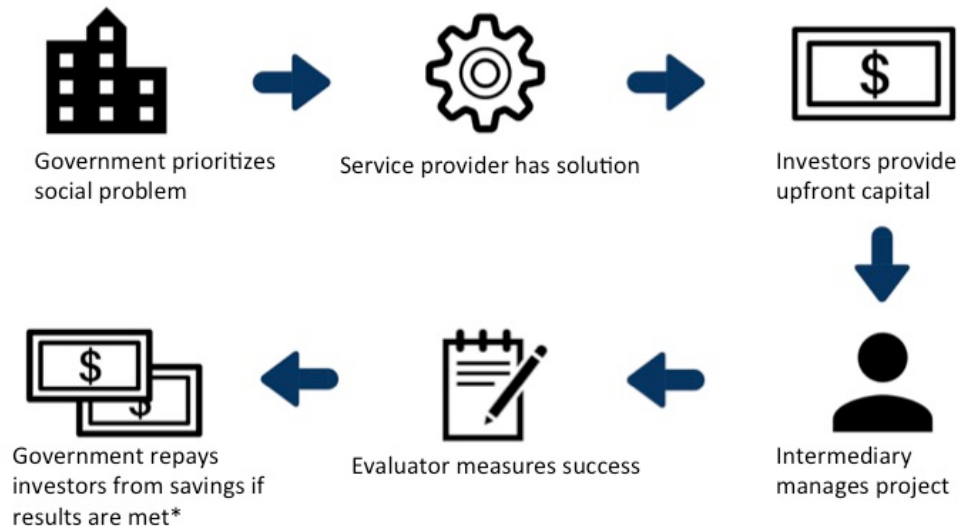 Government prioritizes
social problem
Service provider has solution
$
Investors provide
upfront capital
Intermediary
manages project
Evaluator measures success
$
$
Government repays
investors from savings if
results are met*